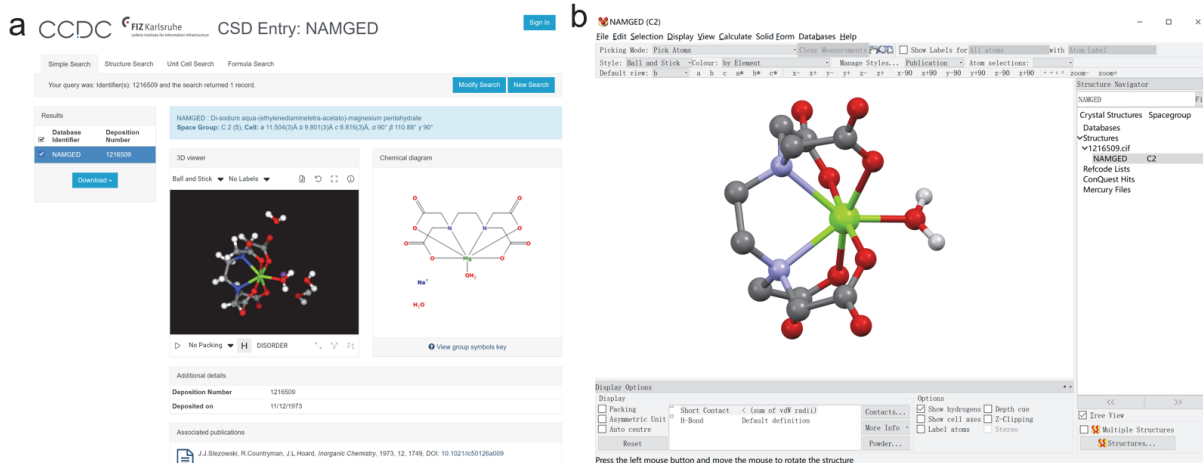 a
CCDC FIZ Karlsruhe CSD Entry: NAMGED Sign In
Leibniz Institute for Information Infrastructure
Simple Search Structure Search Unit Cell Search Formula Search
Your query was: Identifier(s): 1216509 and the search returned 1 record. Modify Search New Search
Results
Database Identifier Deposition Number
NAMGED 1216509
Download
NAMGED : Di-sodium aqua-(ethylenediaminetetra-acetato)-magnesium pentahydrate
Space Group: C 2 (5), Cell: a 11.504(3)Å b 9.801(3)Å c 9.816(3)Å, α 90° β 110.88° γ 90°
3D viewer
Ball and Stick No Labels
No Packing H DISORDER
Chemical diagram
O O
O N N O
O O O O
Mg
OH2
Na+
H2O
View group symbols key
Additional details
Deposition Number 1216509
Deposited on 11/12/1973
Associated publications
J.J.Stezowski, R.Countryman, J.L.Hoard, Inorganic Chemistry, 1973, 12, 1749, DOI: 10.1021/ic50126a009
b
NAMGED (C2)
File Edit Selection Display View Calculate Solid Form Databases Help
Picking Mode: Pick Atoms Clear Measurements Show Labels for All atoms with Atom Label
Style: Ball and Stick Colour: by Element Manage Styles... Publication Atom selections:
Default view: b a b c a* b* c* x- x+ y- y+ z- z+ x-90 x+90 y-90 y+90 z-90 z+90 zoom- zoom+
Structure Navigator
NAMGED Fi
Crystal Structures Spacegroup
Databases
Structures
1216509.cif
NAMGED C2
Refcode Lists
ConQuest Hits
Mercury Files
<< >>
Tree View
Multiple Structures
Structures...
Display Options
Display
Packing
Asymmetric Unit
Auto centre
Reset
Short Contact < (sum of vdW radii)
H-Bond Default definition
Contacts...
More Info
Powder...
Options
Show hydrogens Depth cue
Show cell axes Z-Clipping
Label atoms Stereo
Press the left mouse button and move the mouse to rotate the structure